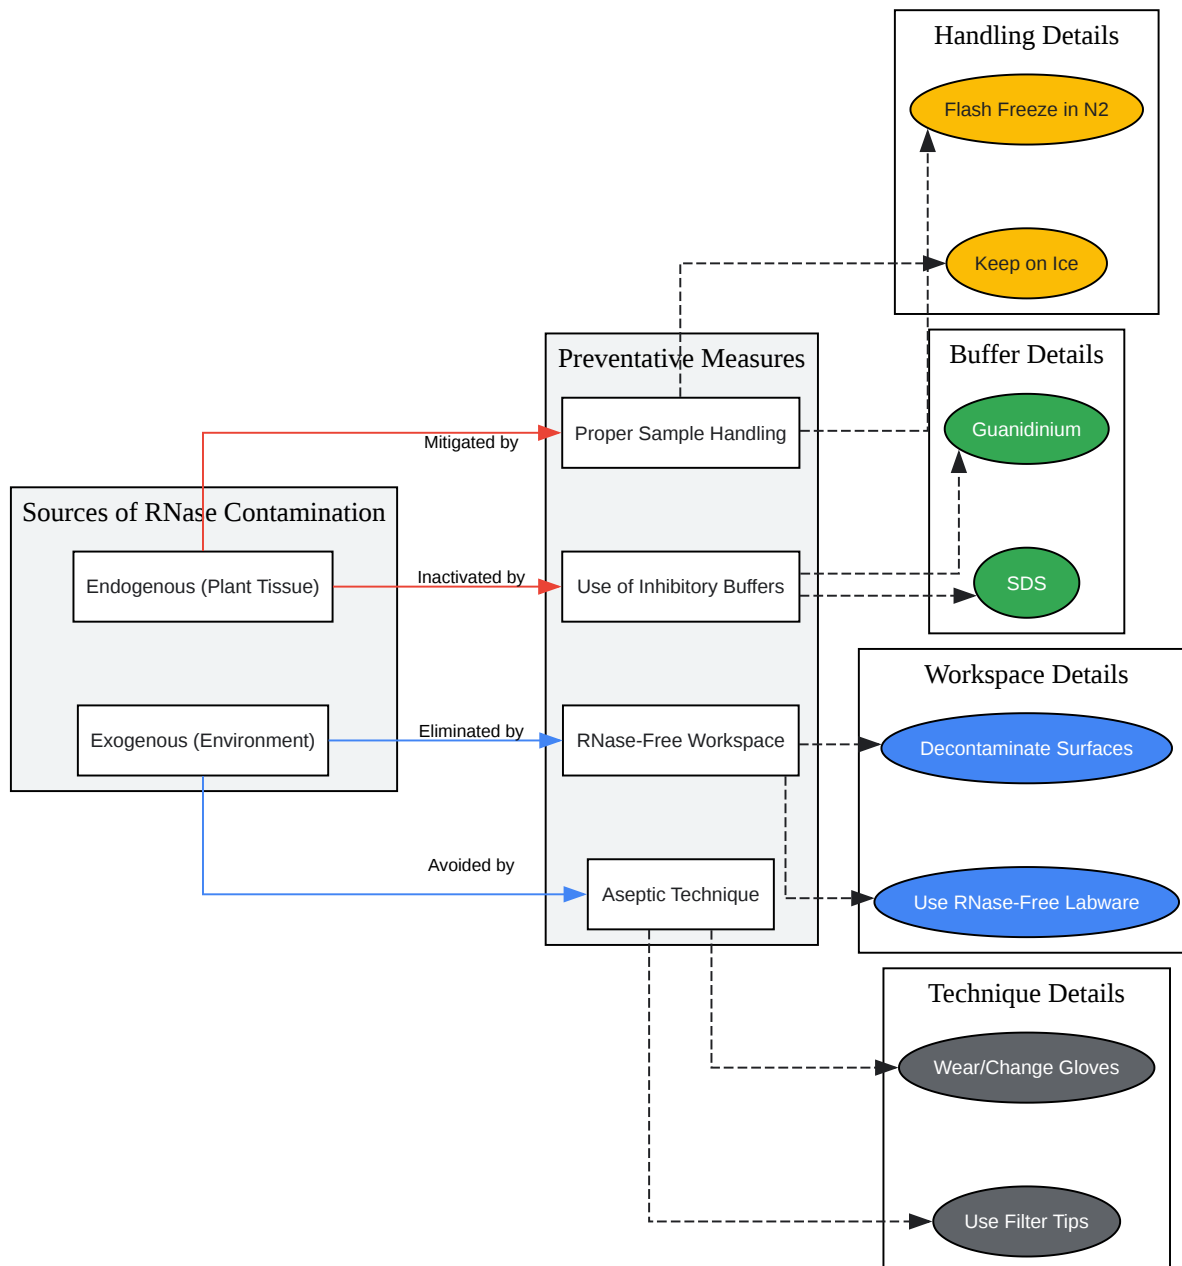 Handling Details
Flash Freeze in N2
Keep on Ice
Preventative Measures
Buffer Details
Proper Sample Handling
Mitigated by
Guanidinium
Sources of RNase Contamination
Endogenous (Plant Tissue)
Inactivated by
Use of Inhibitory Buffers
SDS
Workspace Details
Exogenous (Environment)
Eliminated by
RNase-Free Workspace
Decontaminate Surfaces
Avoided by
Aseptic Technique
Use RNase-Free Labware
Technique Details
Wear/Change Gloves
Use Filter Tips